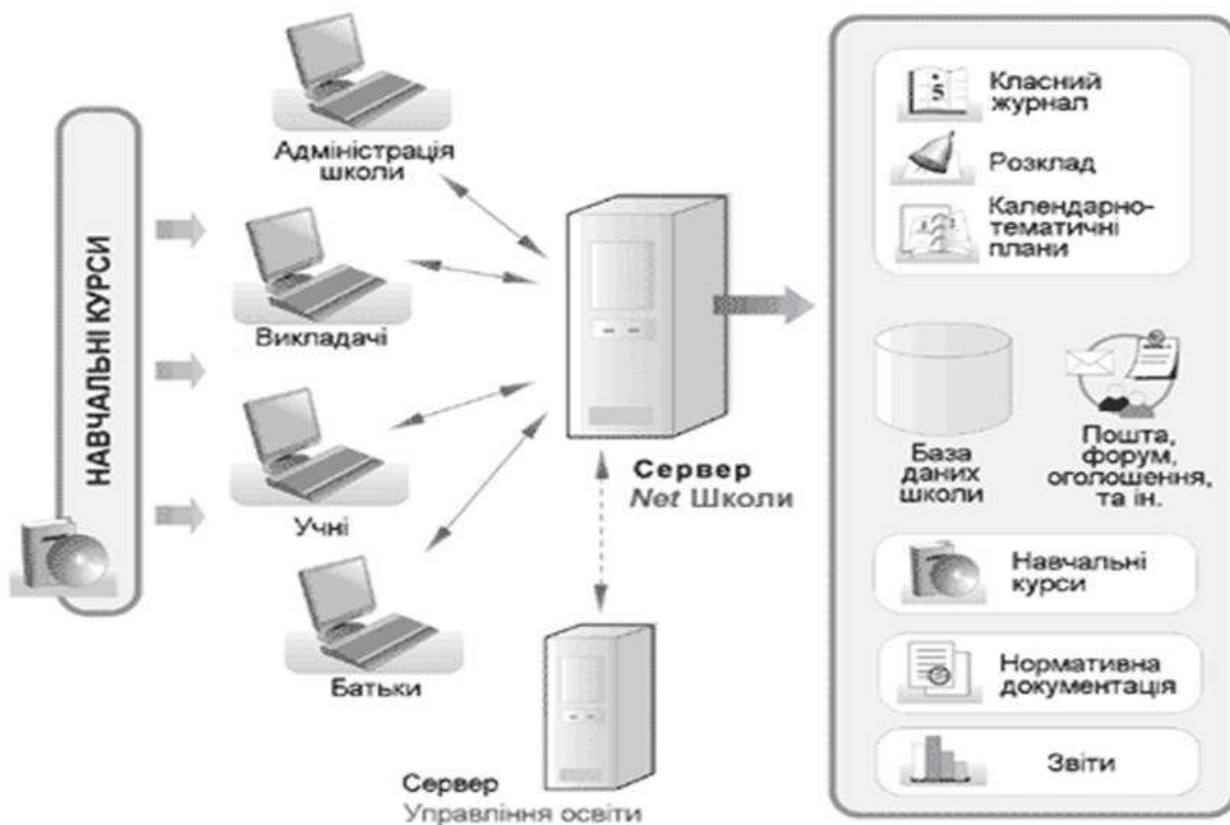 НАВЧАЛЬНІ КУРСИ
Адміністрація
школи
Викладачі
Учні
Батьки
Сервер
Net Школи
Сервер
Управління освіти
Класний
журнал
Розклад
Календарно-
тематичні
плани
База
даних
школи
Пошта,
форум,
оголошення,
та ін.
Навчальні
курси
Нормативна
документація
Звіти